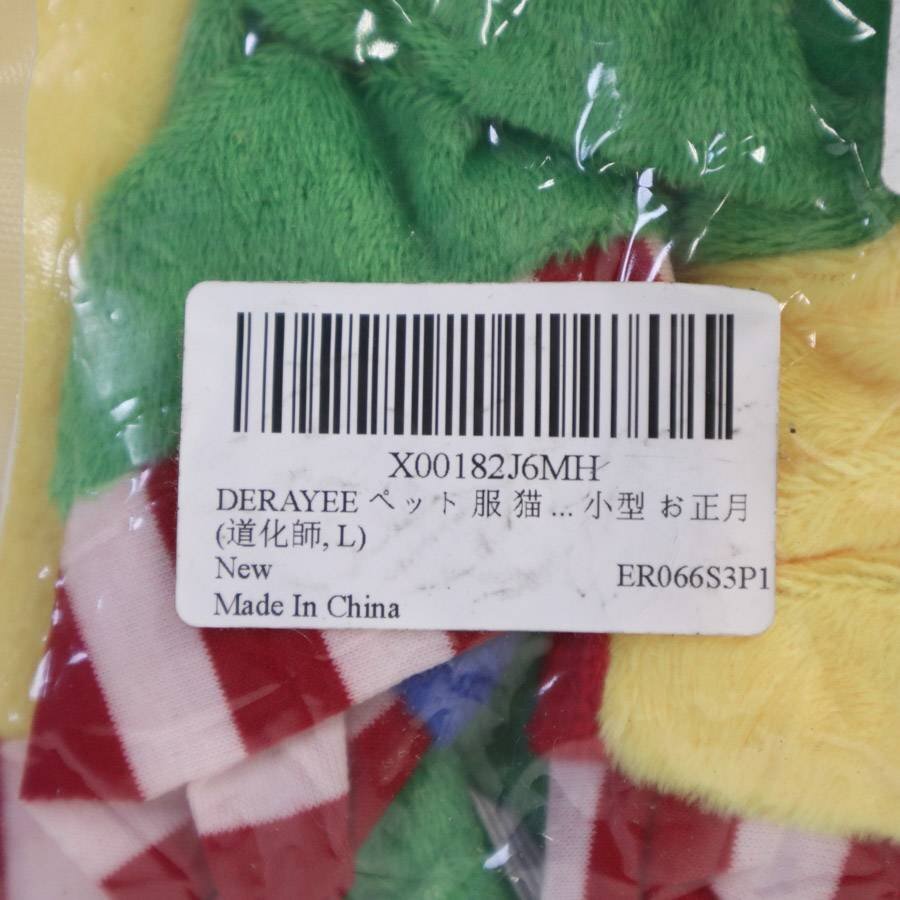 X00182J6MH
DERAYEE ペット 服 猫 ... 小型 お正月
(道化師, L)
New ER066S3P1
Made In China